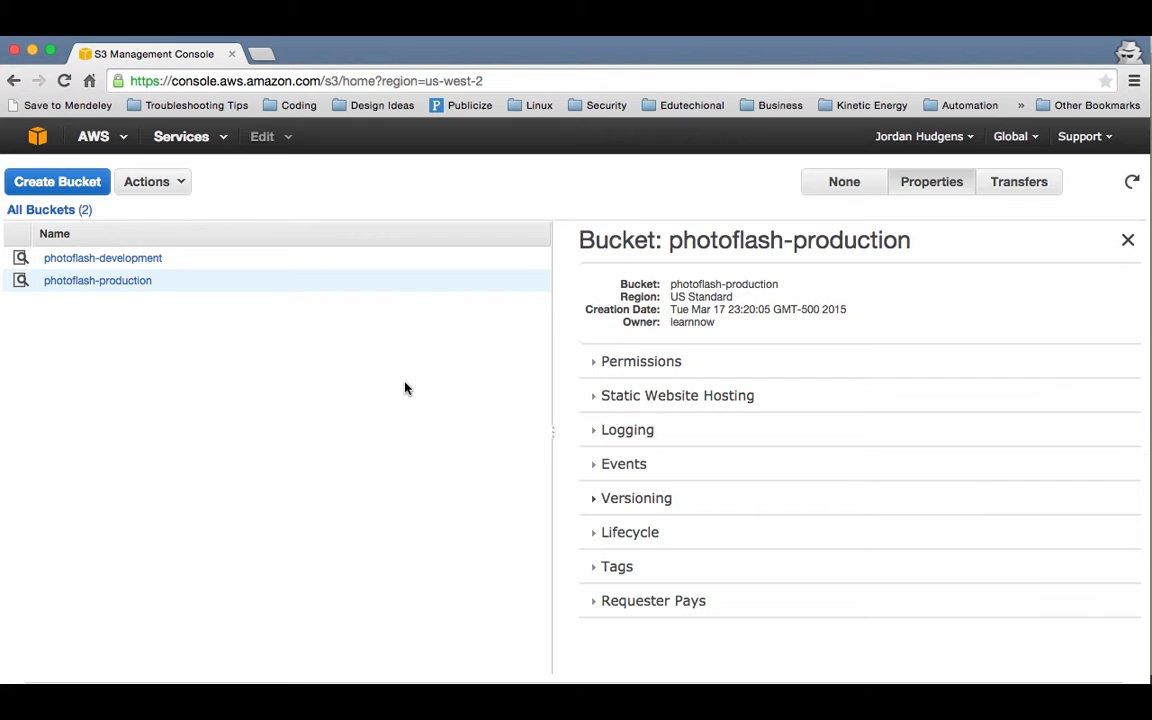 S3 Management Console
https://console.aws.amazon.com/s3/home?region=us-west-2
Save to Mendeley Troubleshooting Tips Coding Design Ideas P Publicize Linux Security Edutechional Business Kinetic Energy Automation » Other Bookmarks
AWS Services Edit Jordan Hudgens Global Support
Create Bucket Actions None Properties Transfers
All Buckets (2)
Name
photoflash-development
photoflash-production
Bucket: photoflash-production
Bucket: photoflash-production
Region: US Standard
Creation Date: Tue Mar 17 23:20:05 GMT-500 2015
Owner: learnnow
Permissions
Static Website Hosting
Logging
Events
Versioning
Lifecycle
Tags
Requester Pays